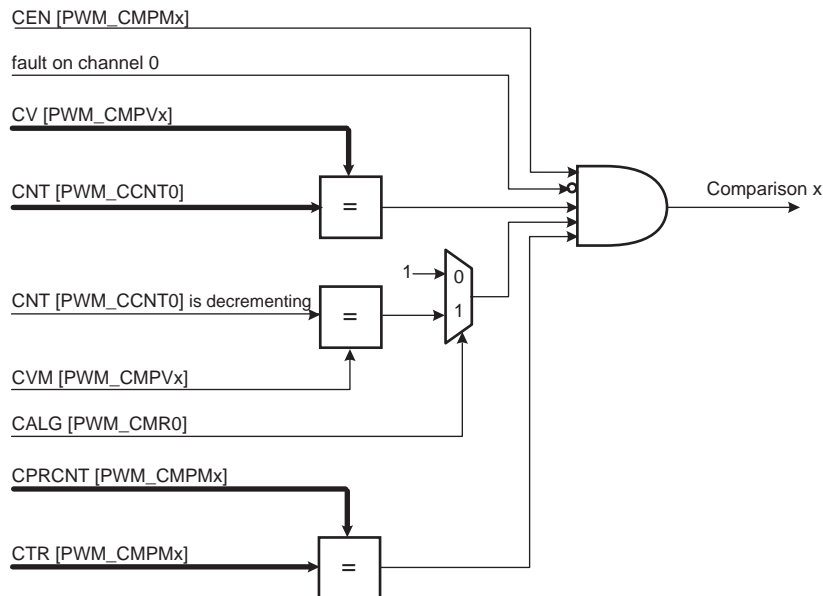 CEN [PWM_CMPMx]
fault on channel 0
CV [PWM_CMPVx]
CNT [PWM_CCNT0]
=
Comparison x
1
0
CNT [PWM_CCNT0] is decrementing
=
1
CVM [PWM_CMPVx]
CALG [PWM_CMR0]
CPRCNT [PWM_CMPMx]
CTR [PWM_CMPMx]
=